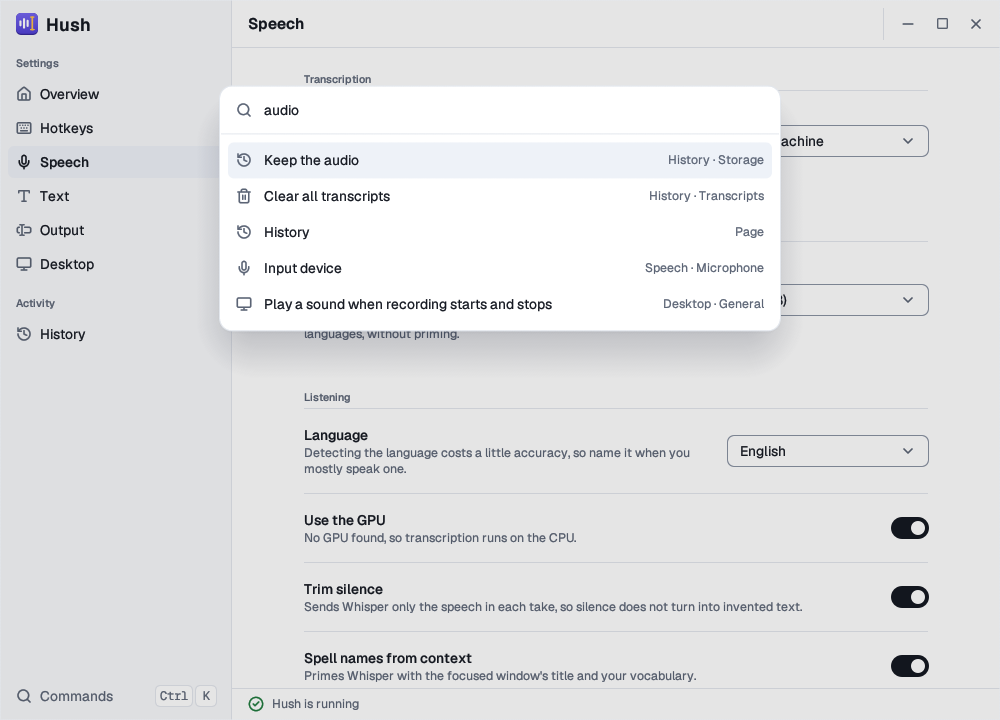 Hush
Speech
Settings
Overview
Hotkeys
Speech
Text
Output
Desktop
Activity
History
Commands Ctrl K
Transcription
audio
Keep the audio History · Storage
Clear all transcripts History · Transcripts
History Page
Input device Speech · Microphone
Play a sound when recording starts and stops Desktop · General
languages, without priming.
Listening
Language
Detecting the language costs a little accuracy, so name it when you
mostly speak one.
English
Use the GPU
No GPU found, so transcription runs on the CPU.
Trim silence
Sends Whisper only the speech in each take, so silence does not turn into invented text.
Spell names from context
Primes Whisper with the focused window's title and your vocabulary.
Hush is running